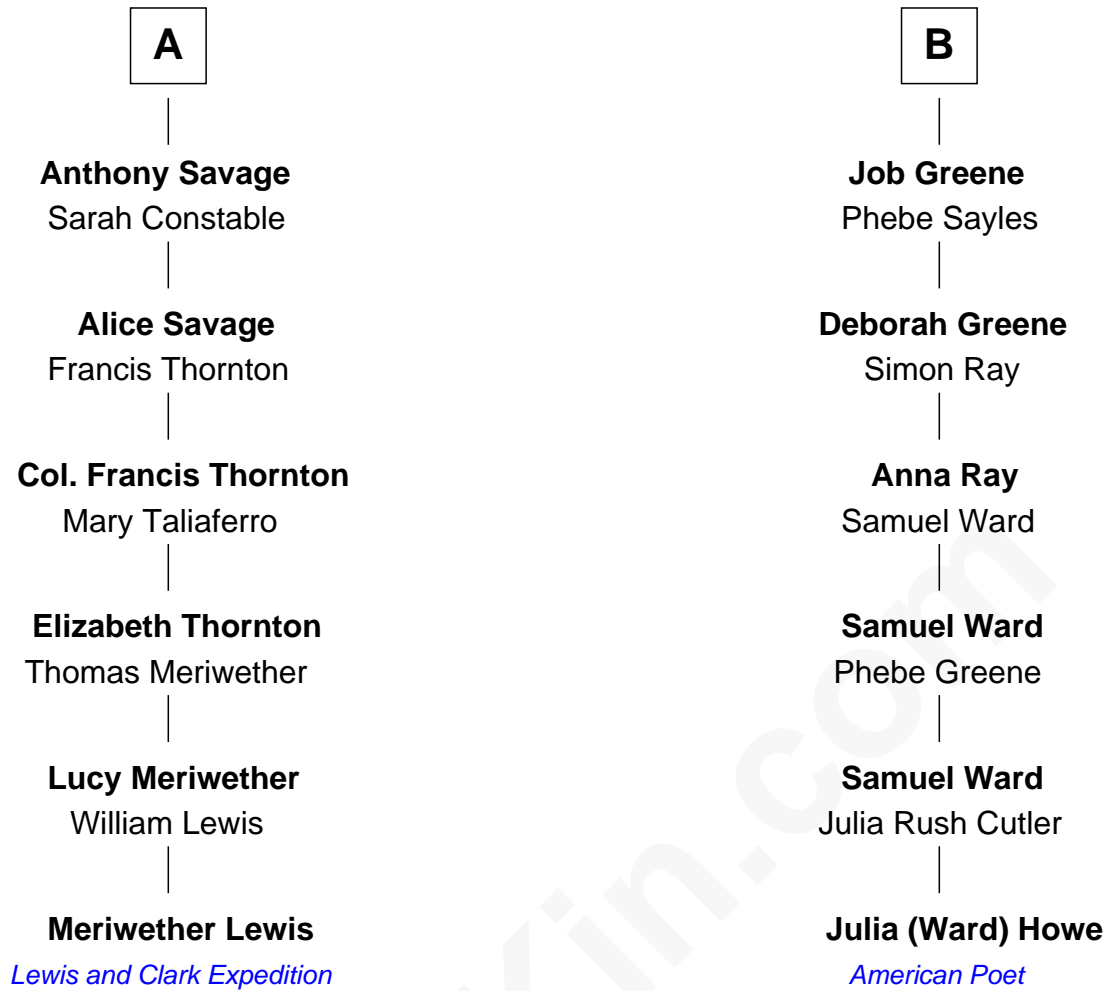 A
Anthony Savage
Sarah Constable
Alice Savage
Francis Thornton
Col. Francis Thornton
Mary Taliaferro
Elizabeth Thornton
Thomas Meriwether
Lucy Meriwether
William Lewis
Meriwether Lewis
Lewis and Clark Expedition
B
Job Greene
Phebe Sayles
Deborah Greene
Simon Ray
Anna Ray
Samuel Ward
Samuel Ward
Phebe Greene
Samuel Ward
Julia Rush Cutler
Julia (Ward) Howe
American Poet
Kin.com